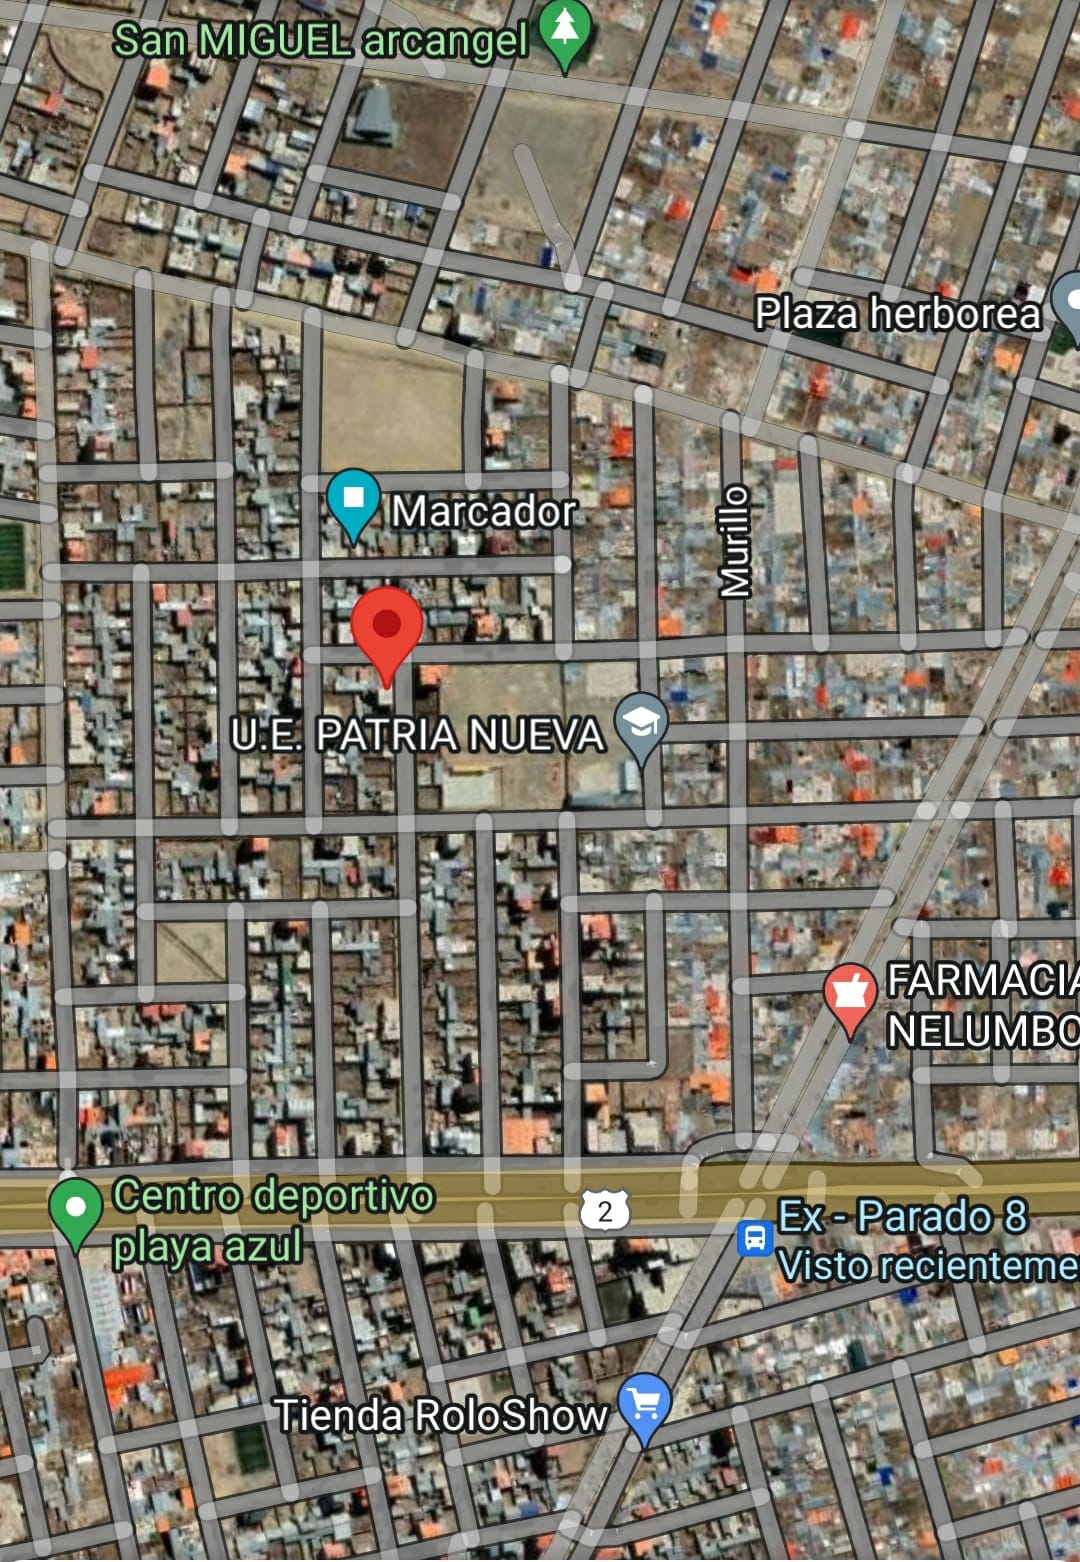 San MIGUEL arcangel
Plaza herborea
Marcador
Murillo
U.E. PATRIA NUEVA
FARMACIA
NELUMBO
Centro deportivo
playa azul
2
Ex - Parado 8
Visto recienteme
Tienda RoloShow